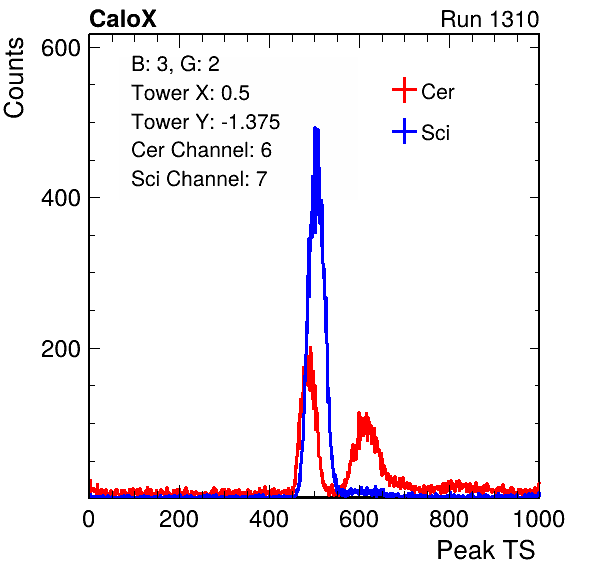 CaloX Run 1310
Counts
600
400
200
B: 3, G: 2
Tower X: 0.5
Tower Y: -1.375
Cer Channel: 6
Sci Channel: 7
Cer
Sci
0 200 400 600 800 1000
Peak TS